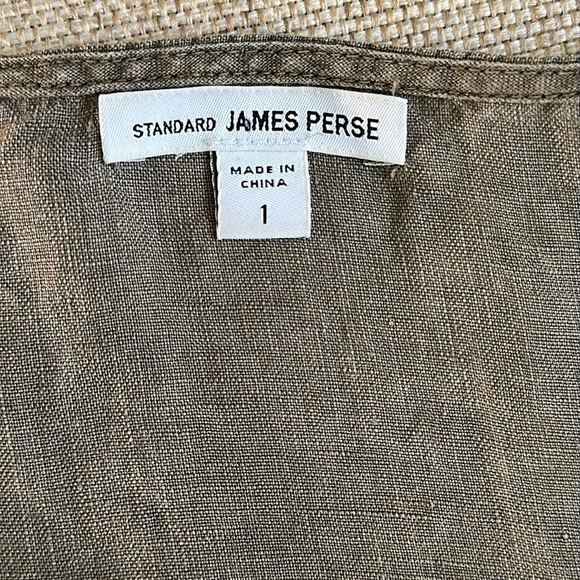 STANDARD JAMES PERSE
MADE IN
CHINA
1